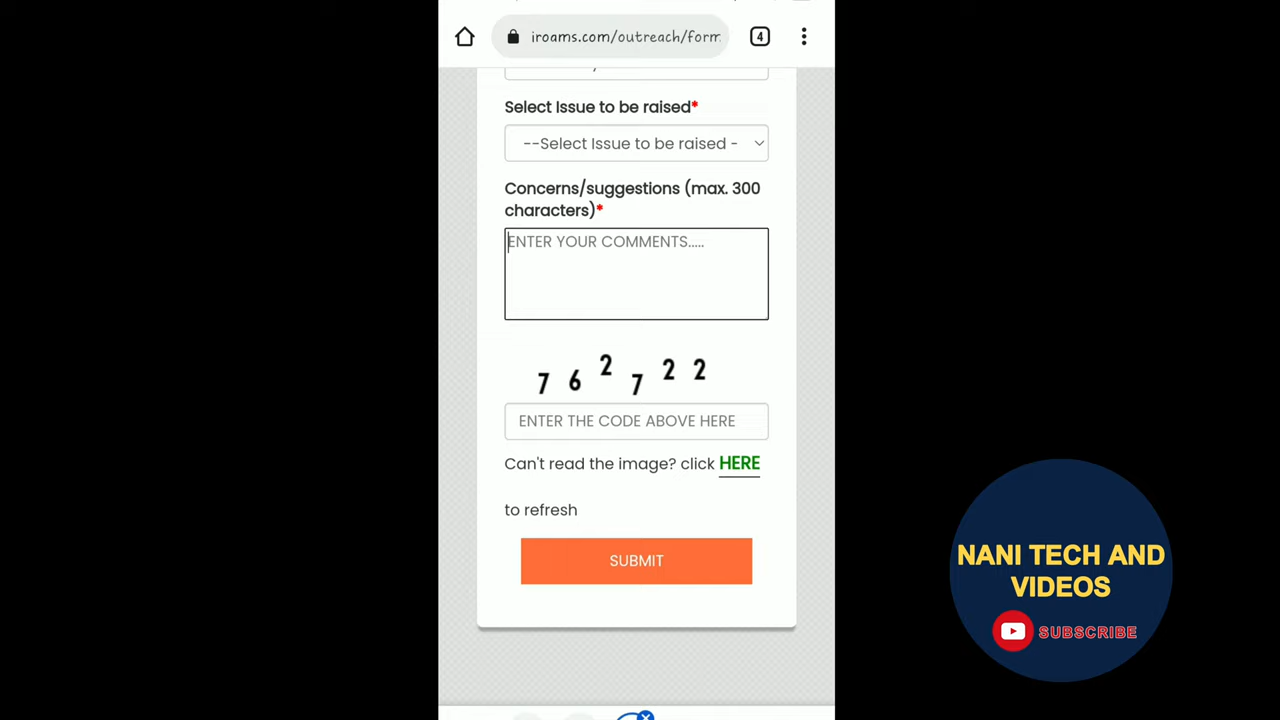 iroams.com/outreach/form.
4
Select Issue to be raised*
--Select Issue to be raised -
Concerns/suggestions (max. 300
characters)*
ENTER YOUR COMMENTS.....
7 6 2 7 2 2
ENTER THE CODE ABOVE HERE
Can't read the image? click HERE
to refresh
SUBMIT
NANI TECH AND
VIDEOS
SUBSCRIBE